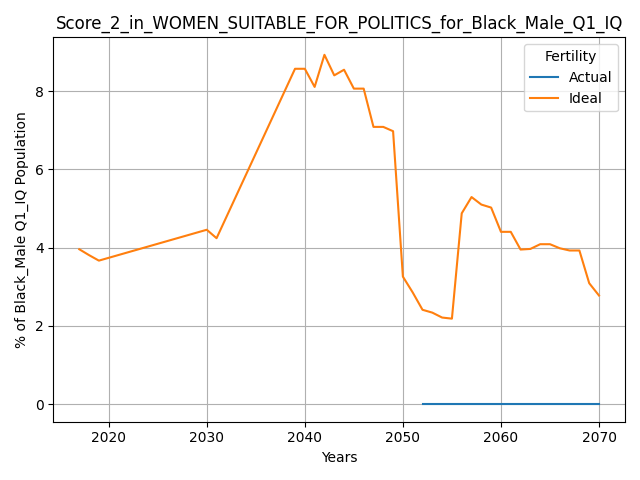 Score_2_in_WOMEN_SUITABLE_FOR_POLITICS_for_Black_Male_Q1_IQ
Fertility
Actual
Ideal
% of Black_Male Q1_IQ Population
8
6
4
2
0
2020 2030 2040 2050 2060 2070
Years